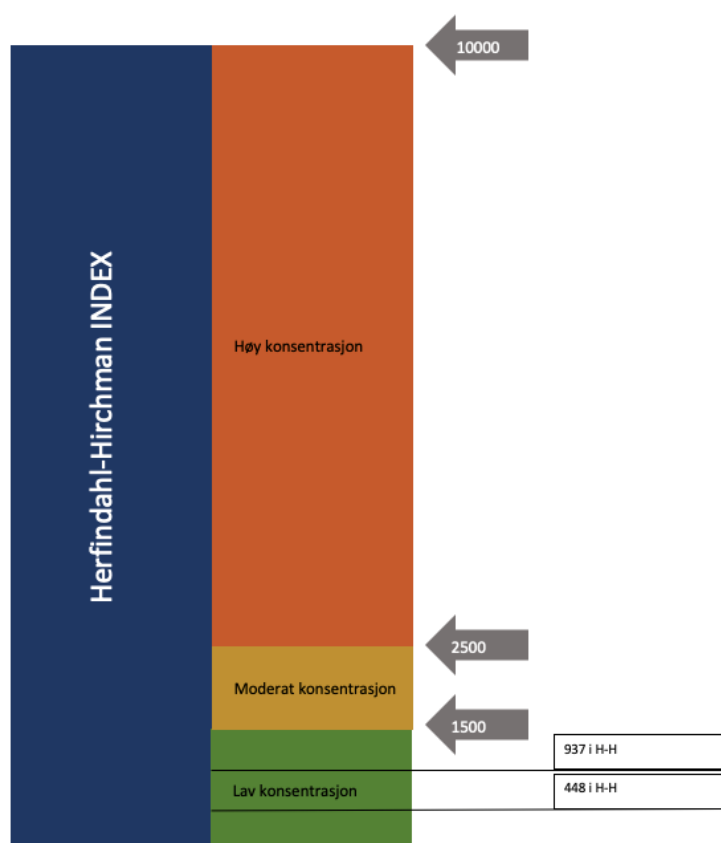 10000
Herfindahl-Hirchman INDEX
Høy konsentrasjon
2500
Moderat konsentrasjon
1500
937 i H-H
Lav konsentrasjon
448 i H-H